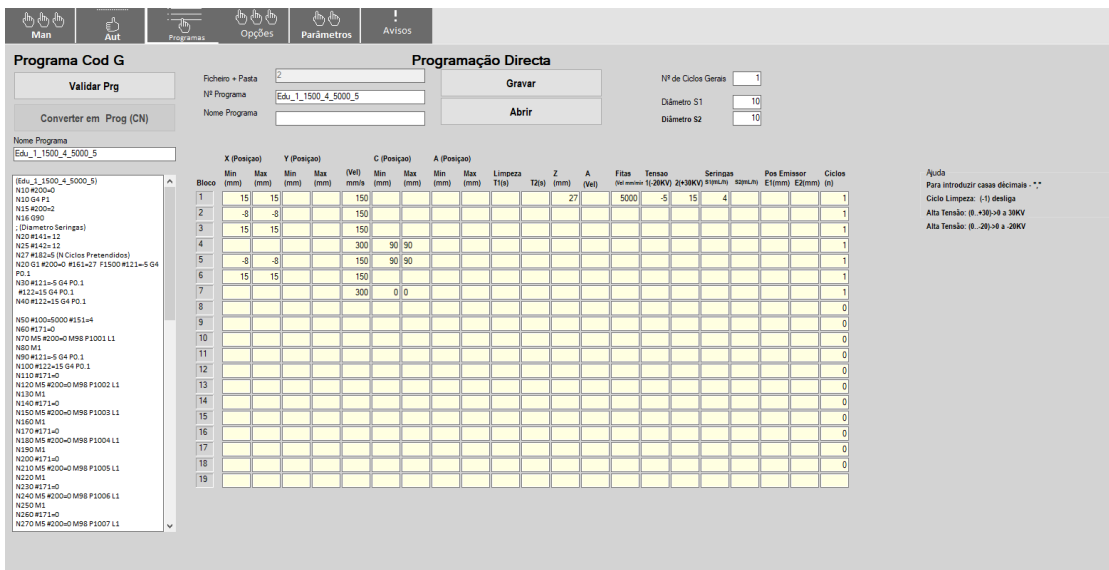 Man Aut Programas Opções Parâmetros Avisos !
Programa Cod G
Programação Directa
Validar Prg
Converter em Prog (CN)
Nome Programa
Edu_1_1500_4_5000_5
Ficheiro + Pasta 2
Nº Programa Edu_1_1500_4_5000_5
Nome Programa
Gravar
Abrir
Nº de Ciclos Gerais 1
Diâmetro S1 10
Diâmetro S2 10
(Edu_1_1500_4_5000_5)
N10 #200=0
N10 G4 P1
N15 #200=2
N16 G90
; (Diametro Seringas)
N20 #141= 12
N25 #142= 12
N27 #182=5 (N Ciclos Pretendidos)
N20 G1 #200=0 #161=27 F1500 #121=-5 G4
P0.1
N30 #121=-5 G4 P0.1
#122=15 G4 P0.1
N40 #122=15 G4 P0.1
N50 #100=5000 #151=4
N60 #171=0
N70 M5 #200=0 M98 P1001 L1
N80 M1
N90 #121=-5 G4 P0.1
N100 #122=15 G4 P0.1
N110 #171=0
N120 M5 #200=0 M98 P1002 L1
N130 M1
N140 #171=0
N150 M5 #200=0 M98 P1003 L1
N160 M1
N170 #171=0
N180 M5 #200=0 M98 P1004 L1
N190 M1
N200 #171=0
N210 M5 #200=0 M98 P1005 L1
N220 M1
N230 #171=0
N240 M5 #200=0 M98 P1006 L1
N250 M1
N260 #171=0
N270 M5 #200=0 M98 P1007 L1
X (Posiçao) Y (Posiçao) C (Posiçao) A (Posiçao)
Min Max Min Max (Vel) Min Max Min Max Limpeza Z A Fitas Tensao Seringas Pos Emissor Ciclos
Bloco (mm) (mm) (mm) (mm) mm/s (mm) (mm) (mm) (mm) T1(s) T2(s) (mm) (Vel) (Vel mm/min) 1(-20KV) 2(+30KV) S1(mL/h) S2(mL/h) E1(mm) E2(mm) (n)
1 15 15 150 27 5000 -5 15 4 1
2 -8 -8 150 1
3 15 15 150 1
4 300 90 90 1
5 -8 -8 150 90 90 1
6 15 15 150 1
7 300 0 0 1
8 0
9 0
10 0
11 0
12 0
13 0
14 0
15 0
16 0
17 0
18 0
19
Ajuda
Para introduzir casas décimais - ","
Ciclo Limpeza: (-1) desliga
Alta Tensão: (0..+30)->0 a 30KV
Alta Tensão: (0..-20)->0 a -20KV